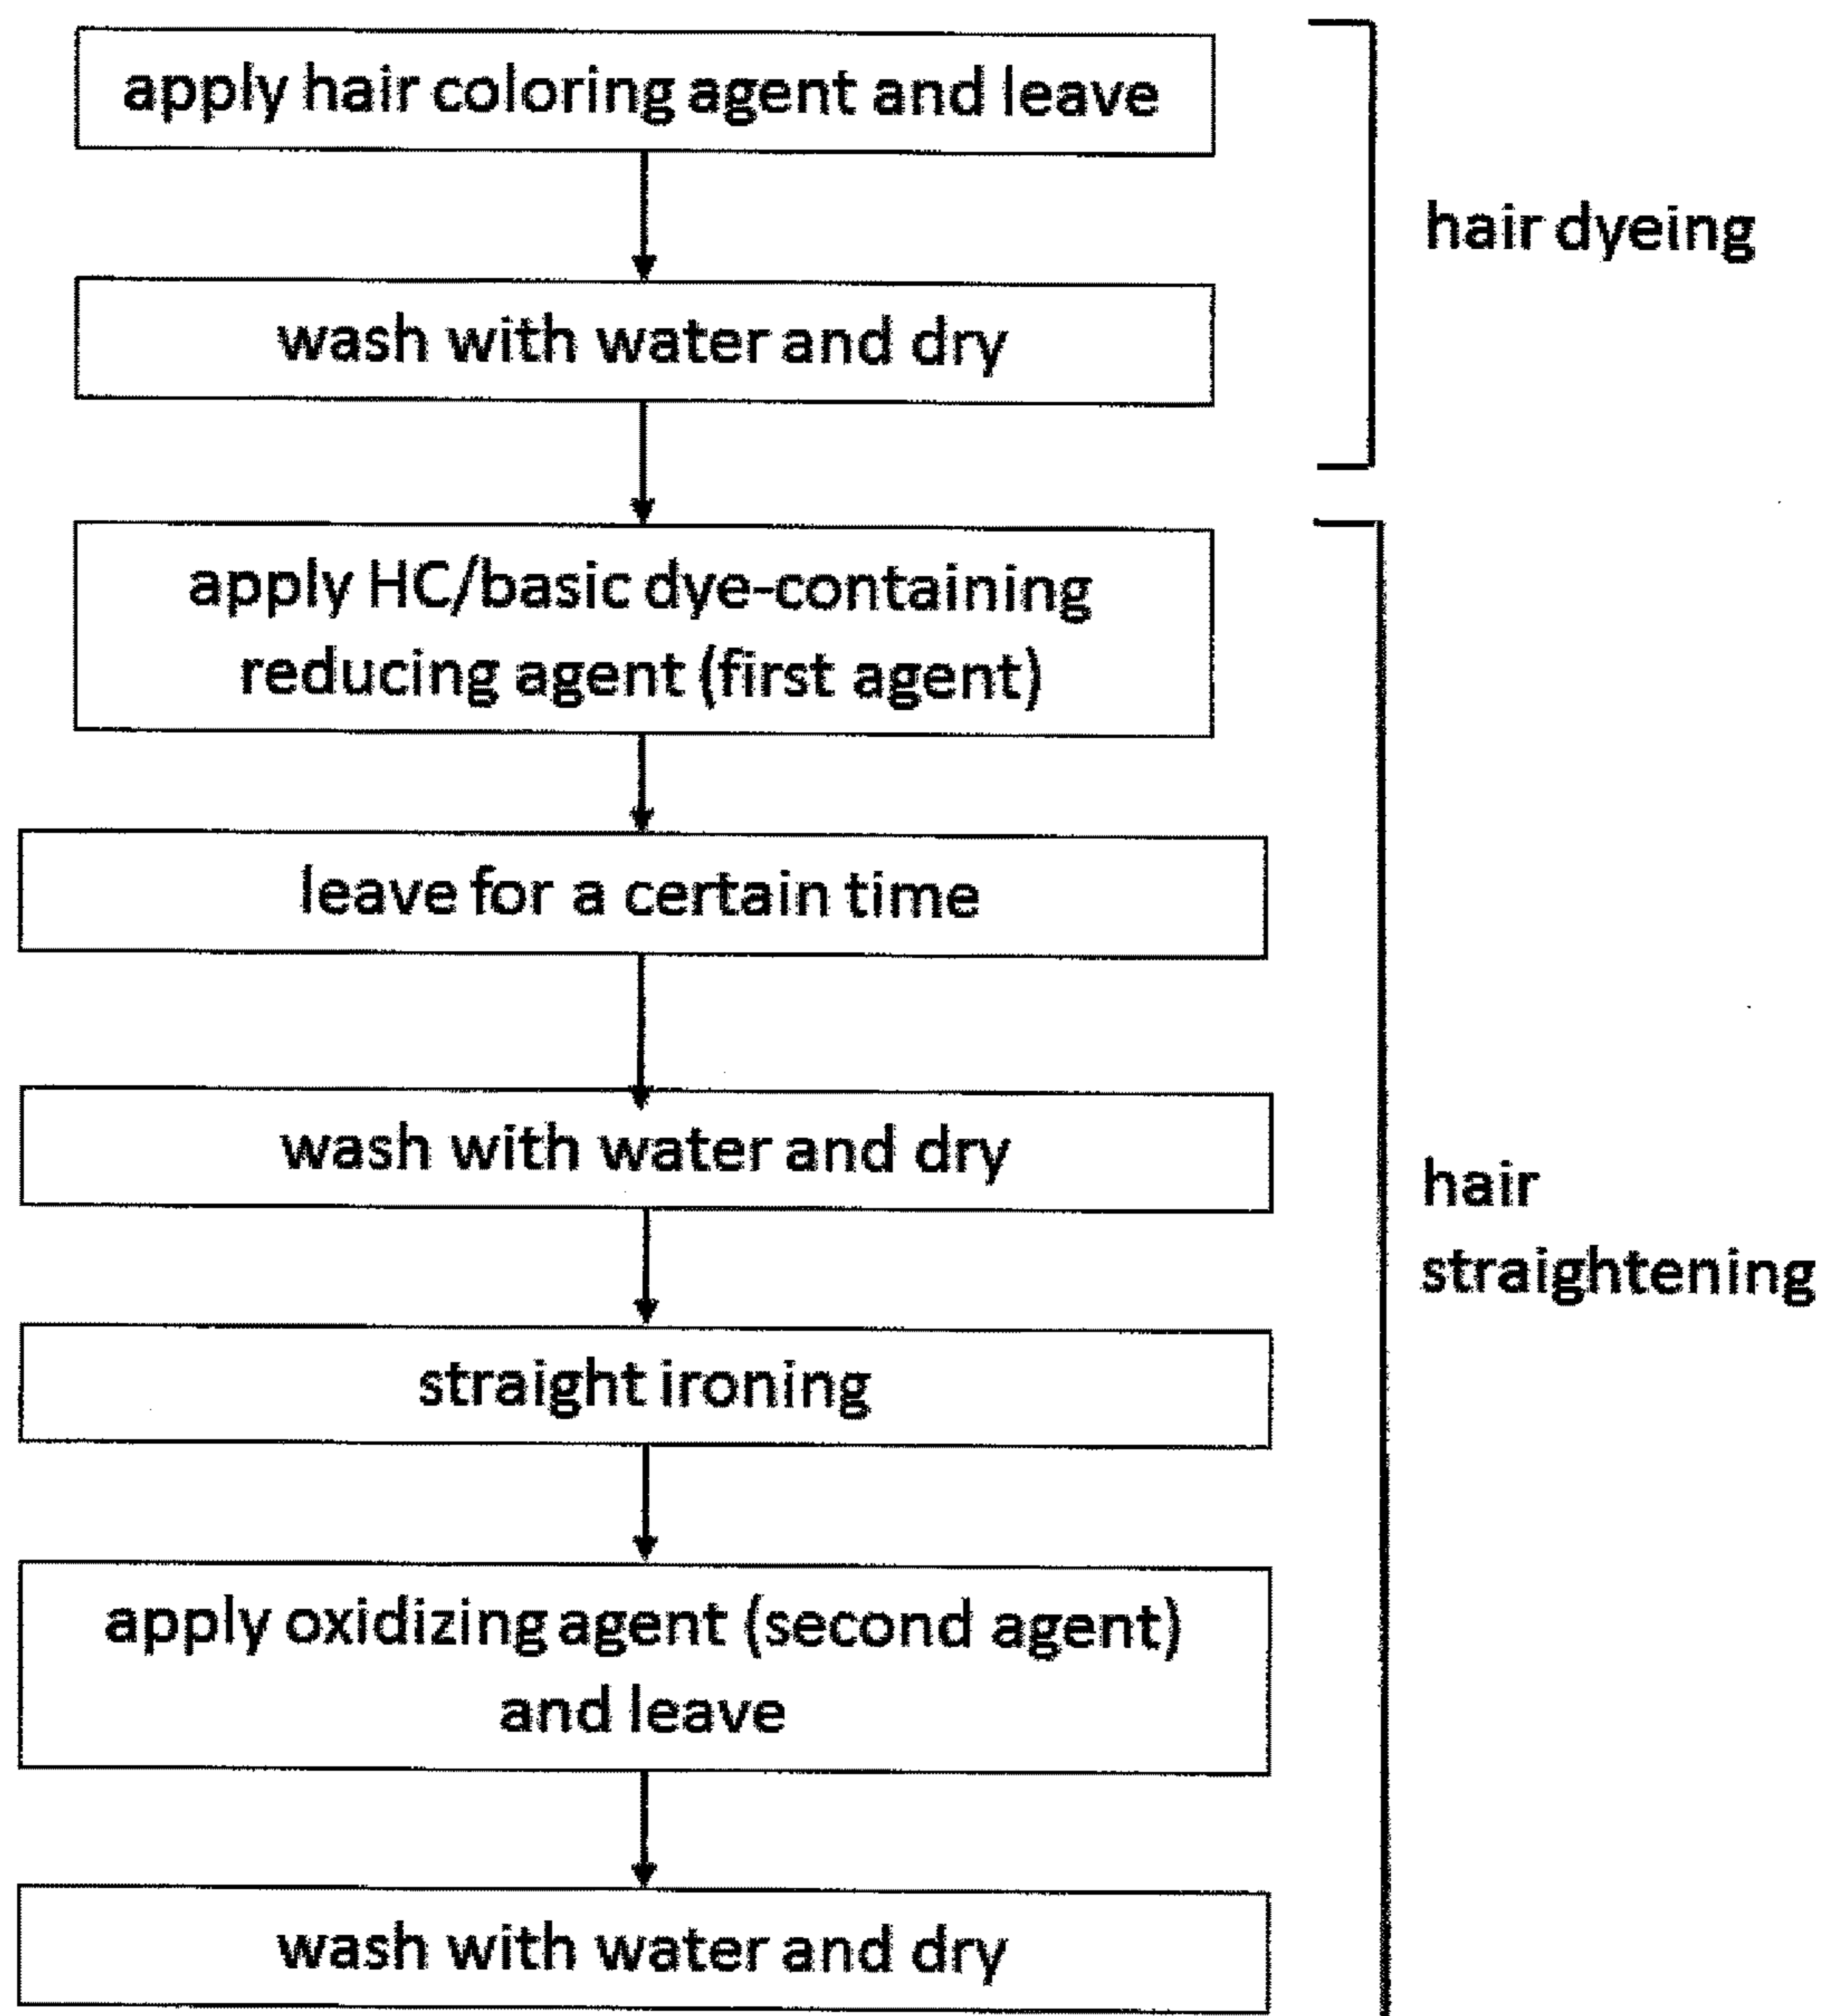 apply hair coloring agent and leave
hair dyeing
wash with water and dry
apply HC/basic dye-containing
reducing agent (first agent)
leave for a certain time
wash with water and dry
hair
straightening
straight ironing
apply oxidizing agent (second agent)
and leave
wash with water and dry